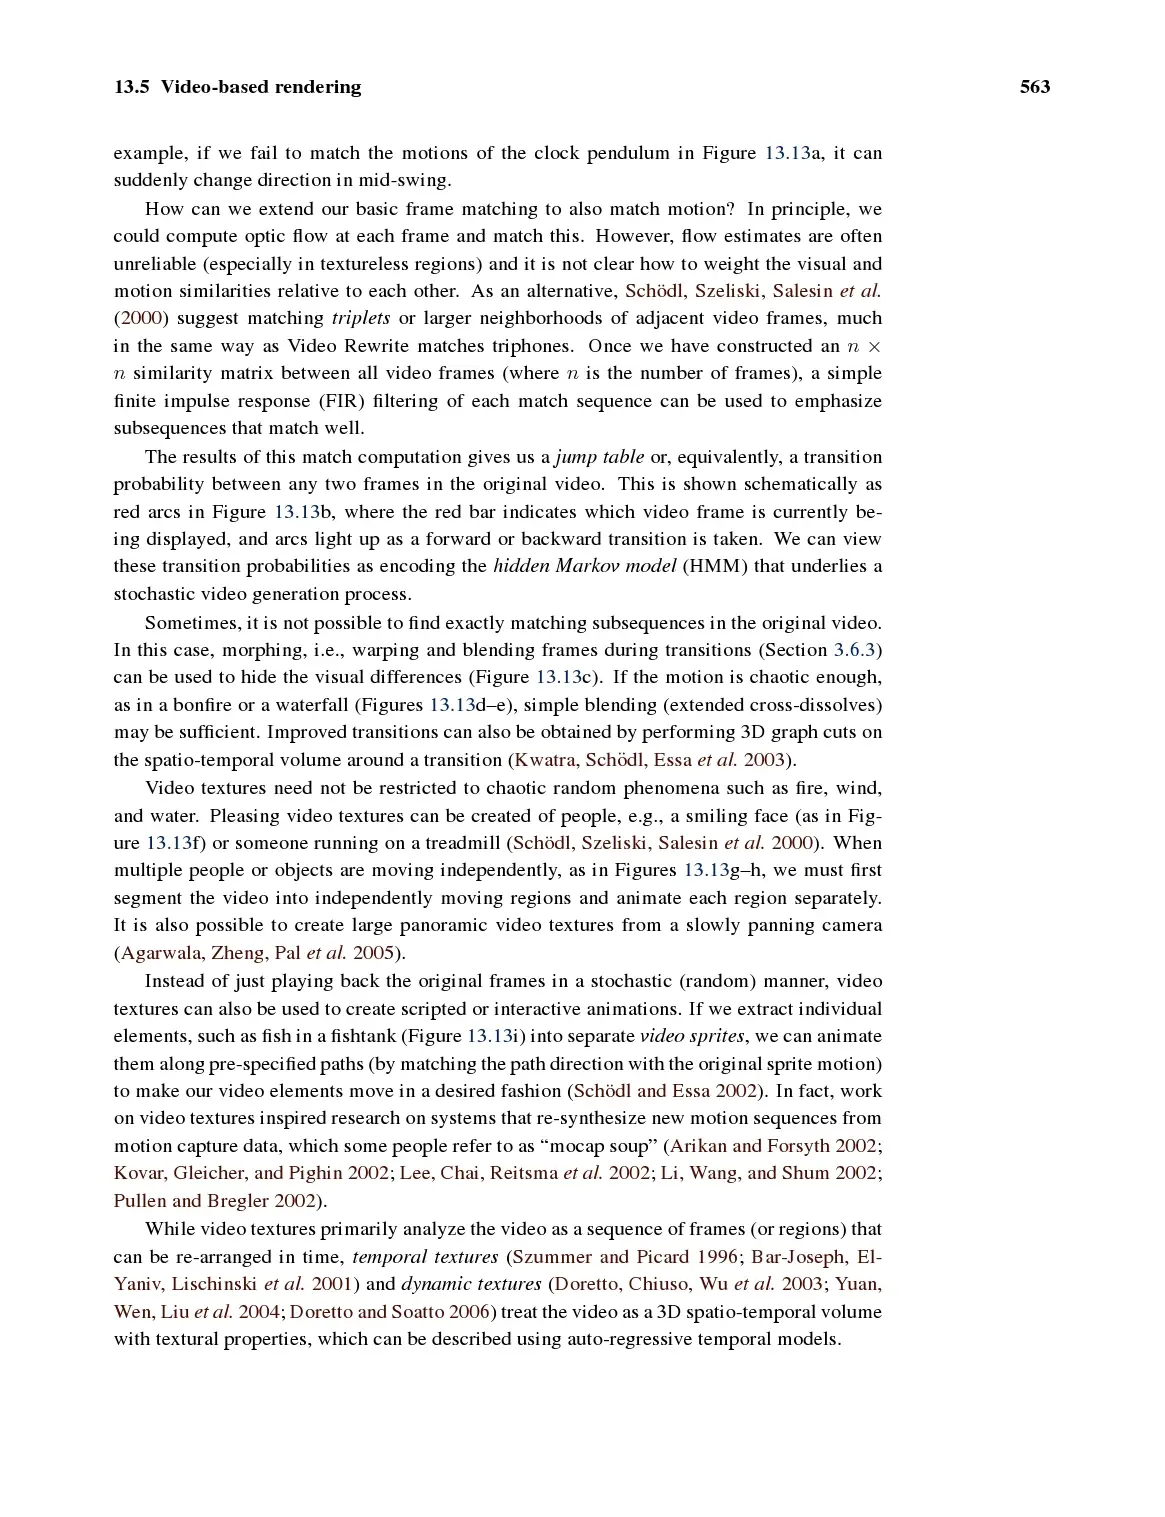 13.5 Video-based rendering 563
example, if we fail to match the motions of the clock pendulum in Figure 13.13a, it can
suddenly change direction in mid-swing.
How can we extend our basic frame matching to also match motion? In principle, we
could compute optic flow at each frame and match this. However, flow estimates are often
unreliable (especially in textureless regions) and it is not clear how to weight the visual and
motion similarities relative to each other. As an alternative, Schödl, Szeliski, Salesin et al.
(2000) suggest matching triplets or larger neighborhoods of adjacent video frames, much
in the same way as Video Rewrite matches triphones. Once we have constructed an n ×
n similarity matrix between all video frames (where n is the number of frames), a simple
finite impulse response (FIR) filtering of each match sequence can be used to emphasize
subsequences that match well.
The results of this match computation gives us a jump table or, equivalently, a transition
probability between any two frames in the original video. This is shown schematically as
red arcs in Figure 13.13b, where the red bar indicates which video frame is currently be-
ing displayed, and arcs light up as a forward or backward transition is taken. We can view
these transition probabilities as encoding the hidden Markov model (HMM) that underlies a
stochastic video generation process.
Sometimes, it is not possible to find exactly matching subsequences in the original video.
In this case, morphing, i.e., warping and blending frames during transitions (Section 3.6.3)
can be used to hide the visual differences (Figure 13.13c). If the motion is chaotic enough,
as in a bonfire or a waterfall (Figures 13.13d–e), simple blending (extended cross-dissolves)
may be sufficient. Improved transitions can also be obtained by performing 3D graph cuts on
the spatio-temporal volume around a transition (Kwatra, Schödl, Essa et al. 2003).
Video textures need not be restricted to chaotic random phenomena such as fire, wind,
and water. Pleasing video textures can be created of people, e.g., a smiling face (as in Fig-
ure 13.13f) or someone running on a treadmill (Schödl, Szeliski, Salesin et al. 2000). When
multiple people or objects are moving independently, as in Figures 13.13g–h, we must first
segment the video into independently moving regions and animate each region separately.
It is also possible to create large panoramic video textures from a slowly panning camera
(Agarwala, Zheng, Pal et al. 2005).
Instead of just playing back the original frames in a stochastic (random) manner, video
textures can also be used to create scripted or interactive animations. If we extract individual
elements, such as fish in a fishtank (Figure 13.13i) into separate video sprites, we can animate
them along pre-specified paths (by matching the path direction with the original sprite motion)
to make our video elements move in a desired fashion (Schödl and Essa 2002). In fact, work
on video textures inspired research on systems that re-synthesize new motion sequences from
motion capture data, which some people refer to as “mocap soup” (Arikan and Forsyth 2002;
Kovar, Gleicher, and Pighin 2002; Lee, Chai, Reitsma et al. 2002; Li, Wang, and Shum 2002;
Pullen and Bregler 2002).
While video textures primarily analyze the video as a sequence of frames (or regions) that
can be re-arranged in time, temporal textures (Szummer and Picard 1996; Bar-Joseph, El-
Yaniv, Lischinski et al. 2001) and dynamic textures (Doretto, Chiuso, Wu et al. 2003; Yuan,
Wen, Liu et al. 2004; Doretto and Soatto 2006) treat the video as a 3D spatio-temporal volume
with textural properties, which can be described using auto-regressive temporal models.